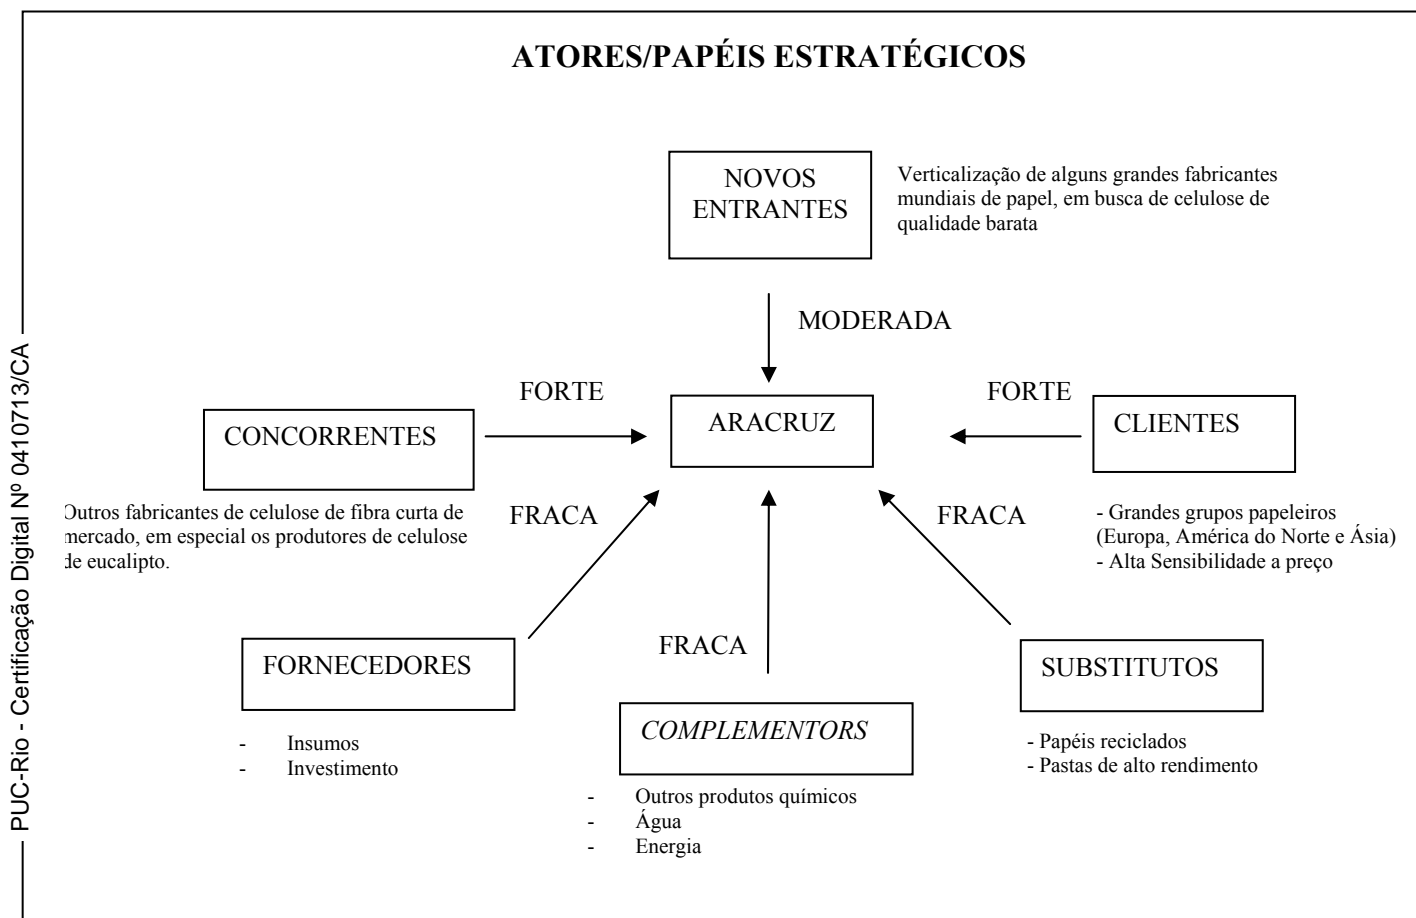 ATORES/PAPÉIS ESTRATÉGICOS
NOVOS
ENTRANTES
Verticalização de alguns grandes fabricantes
mundiais de papel, em busca de celulose de
qualidade barata
MODERADA
FORTE
FORTE
CONCORRENTES
ARACRUZ
CLIENTES
Outros fabricantes de celulose de fibra curta de
mercado, em especial os produtores de celulose
de eucalipto.
FRACA
FRACA
- Grandes grupos papeleiros
(Europa, América do Norte e Ásia)
- Alta Sensibilidade a preço
FORNECEDORES
FRACA
SUBSTITUTOS
- Insumos
- Investimento
COMPLEMENTORS
- Papéis reciclados
- Pastas de alto rendimento
- Outros produtos químicos
- Água
- Energia
PUC-Rio - Certificação Digital Nº 0410713/CA